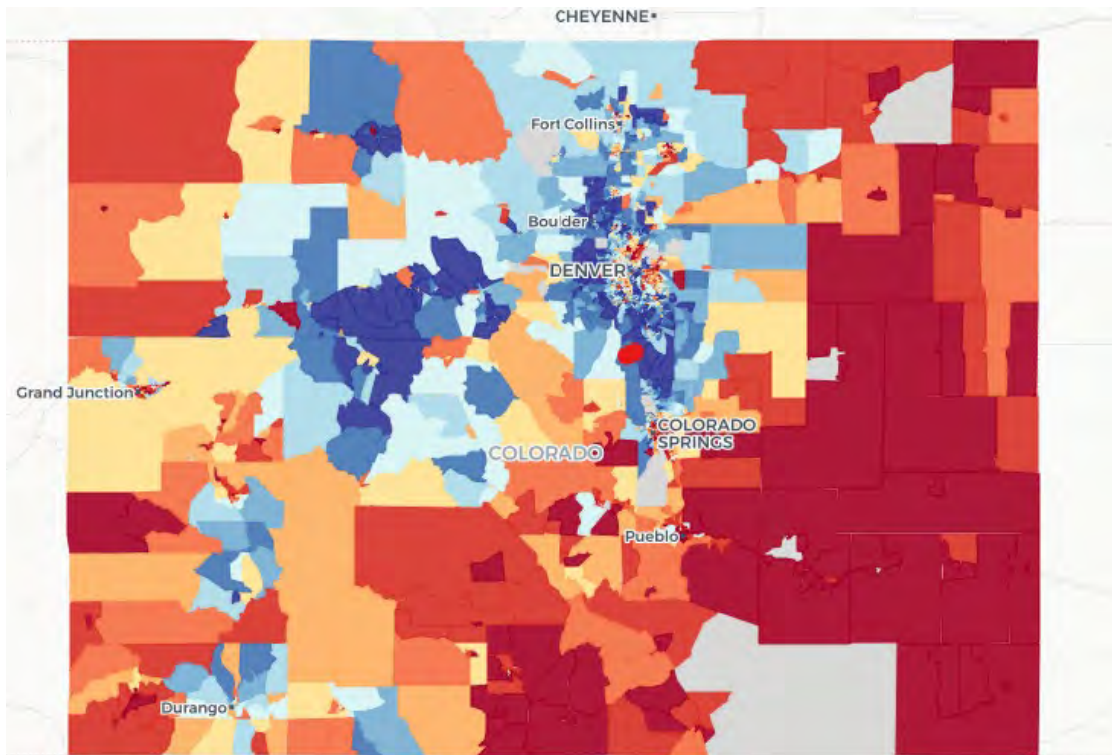 CHEYENNE
Fort Collins
Boulder
DENVER
Grand Junction
COLORADO
SPRINGS
COLORADO
Pueblo
Durango